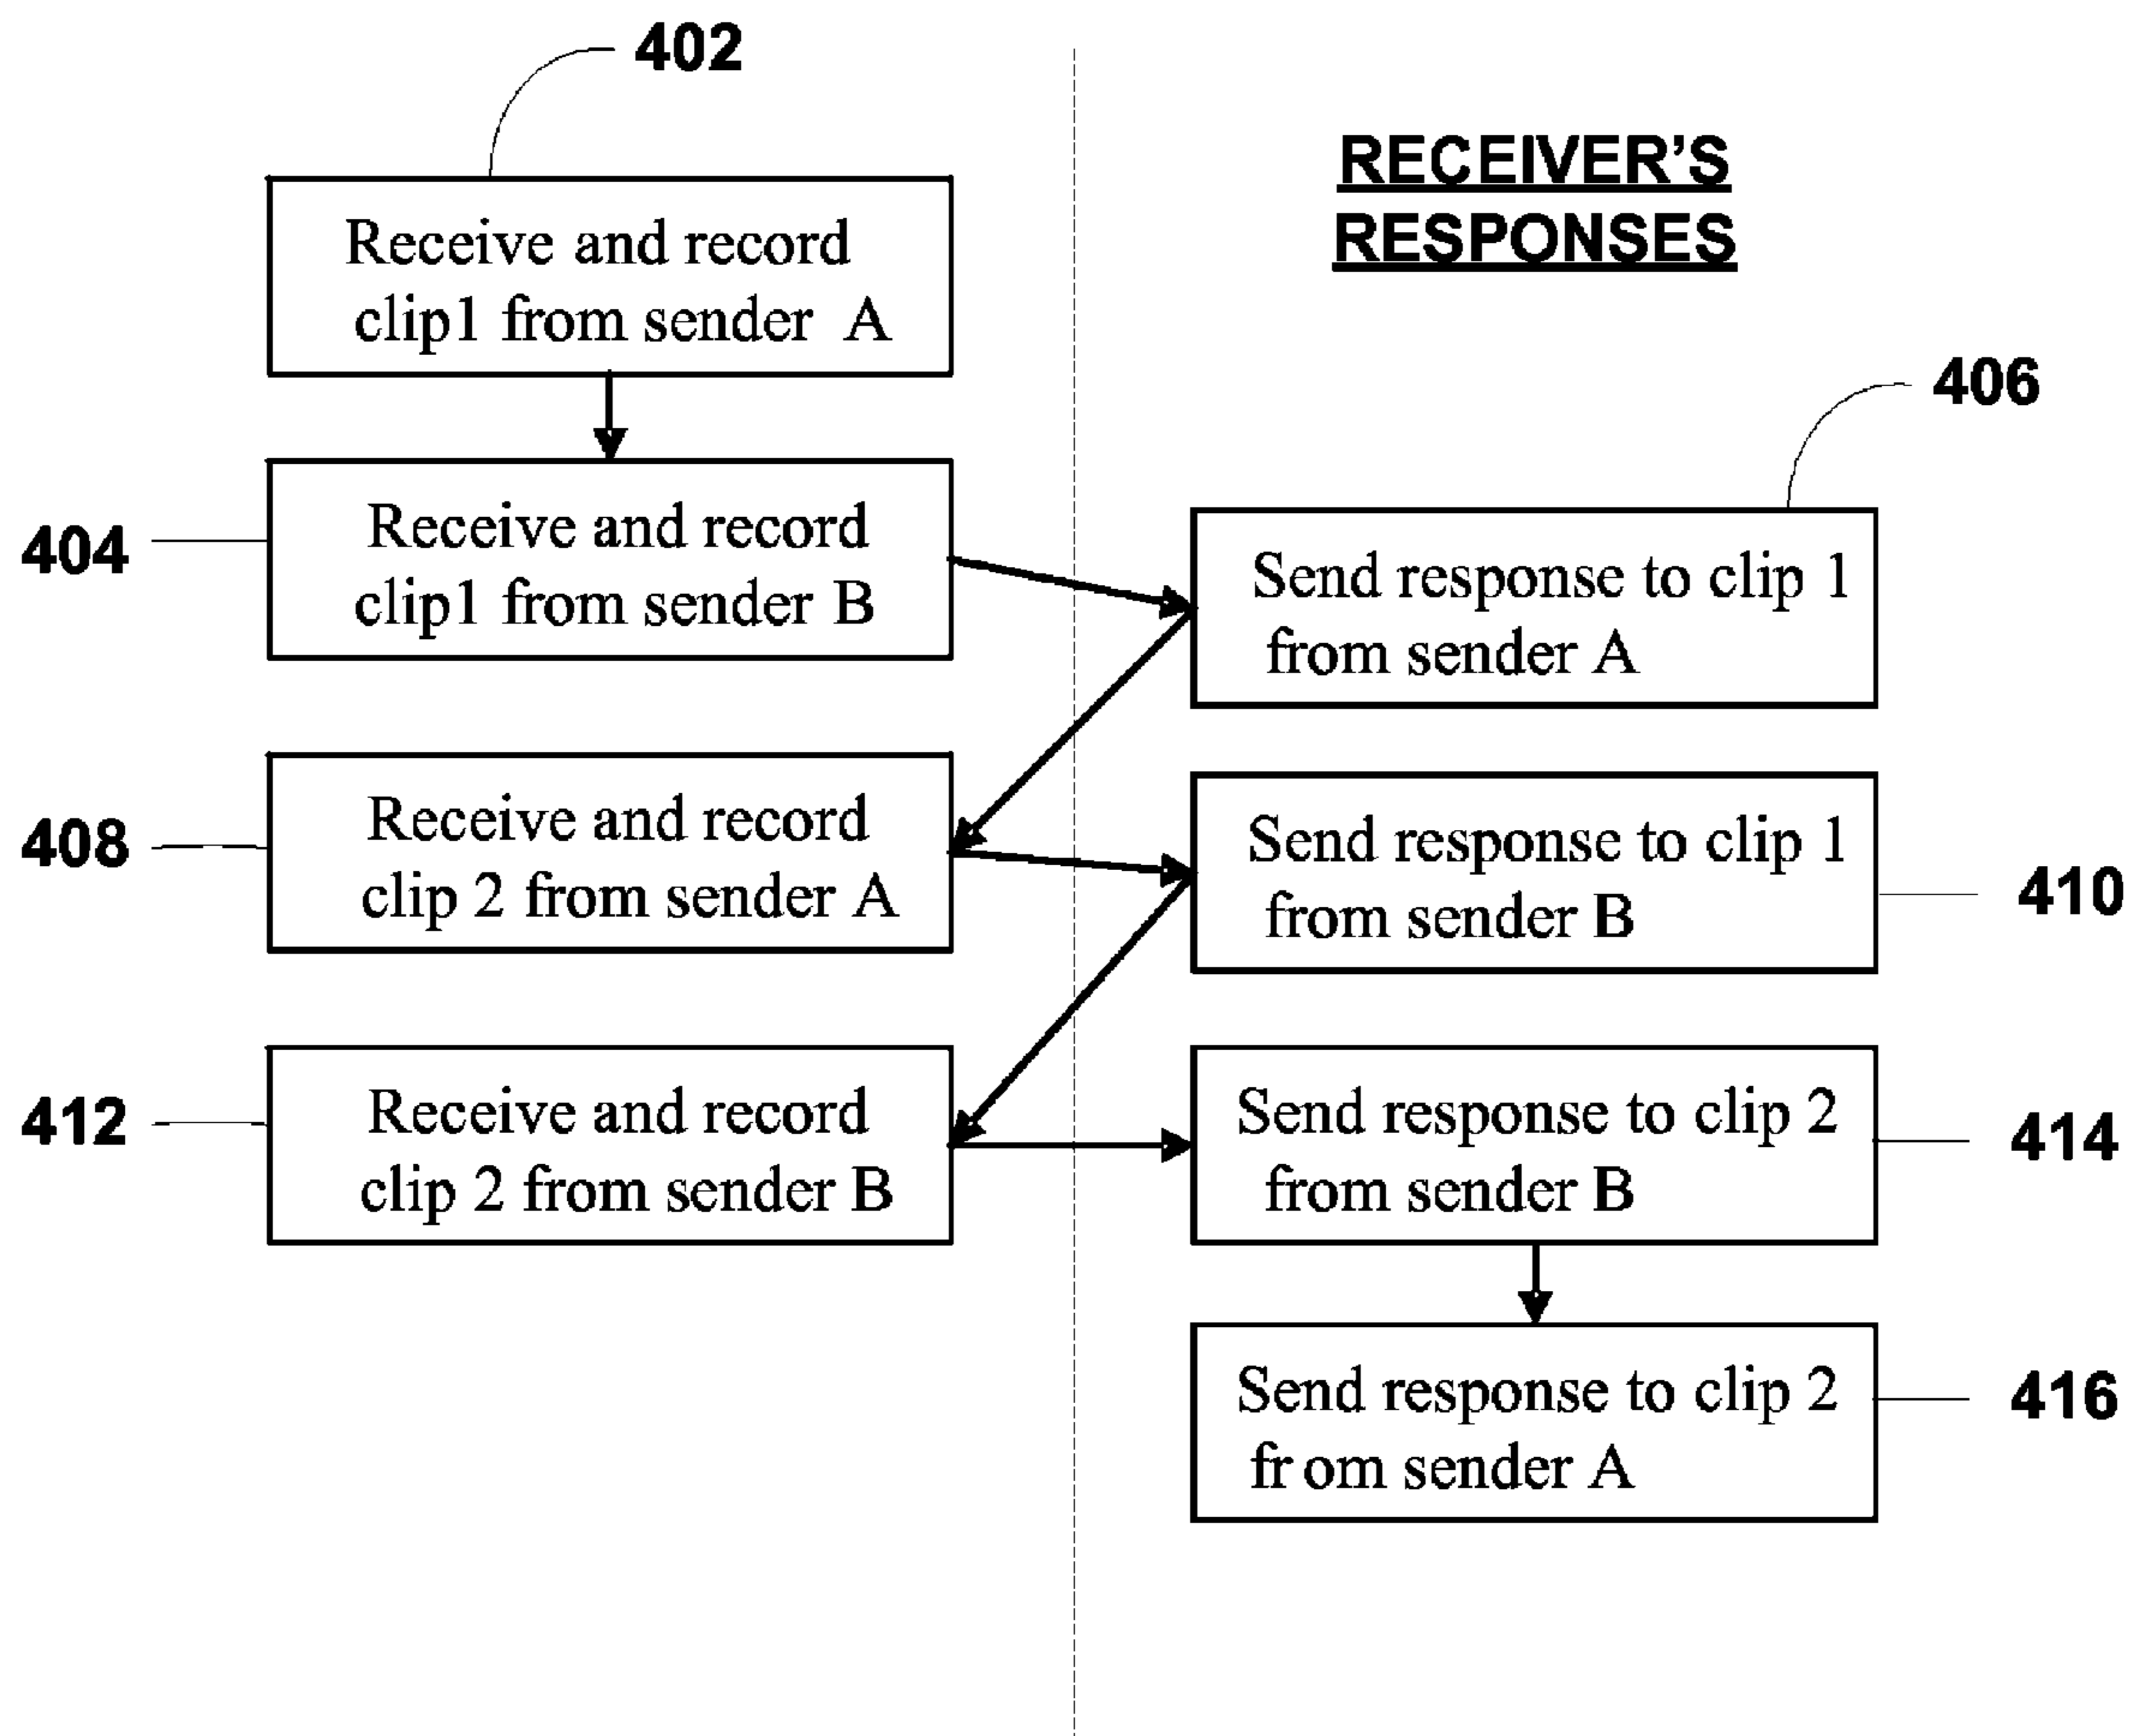 402
RECEIVER’S
RESPONSES
Receive and record
clip1 from sender A
406
404
Receive and record
clip1 from sender B
Send response to clip 1
from sender A
408
Receive and record
clip 2 from sender A
Send response to clip 1
from sender B
410
412
Receive and record
clip 2 from sender B
Send response to clip 2
from sender B
414
Send response to clip 2
fr om sender A
416